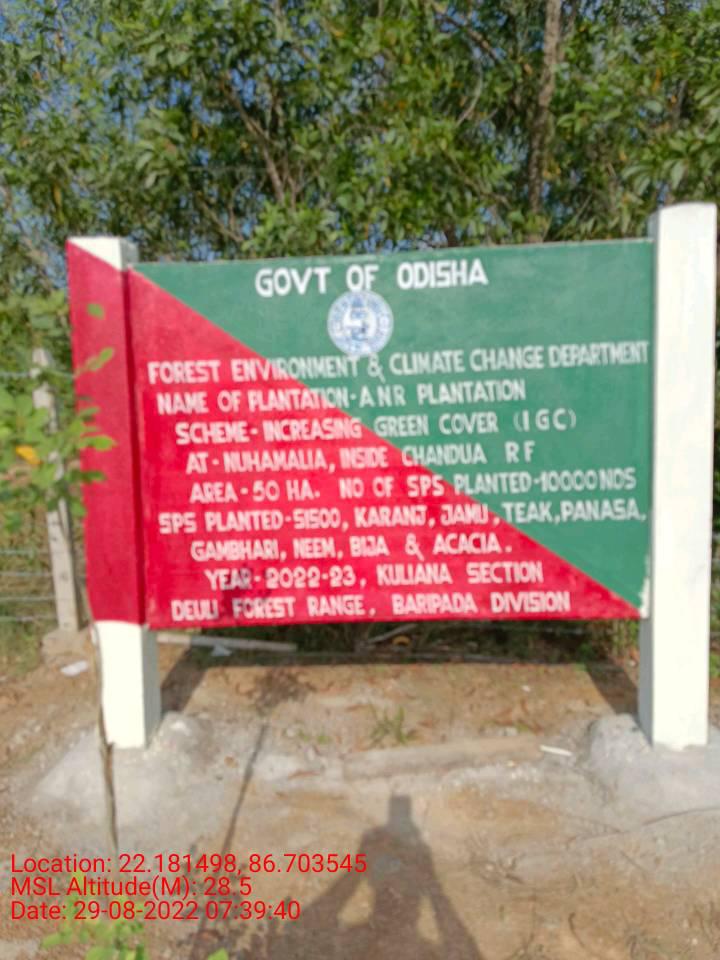 GOVT OF ODISHA
FOREST ENVIRONMENT & CLIMATE CHANGE DEPARTMENT
NAME OF PLANTATION-ANR PLANTATION
SCHEME- INCREASING GREEN COVER (IGC)
AT- NUHAMALIA, INSIDE CHANDUA RF
AREA-50 HA. NO OF SPS PLANTED-10000NOS
SPS PLANTED-S1500, KARANJ, JAMU, TEAK,PANASA,
GAMBHARI, NEEM, BIJA & ACACIA.
YEAR-2022-23, KULIANA SECTION
DEULI FOREST RANGE, BARIPADA DIVISION
Location: 22.181498, 86.703545
MSL Altitude(M): 28.5
Date: 29-08-2022 07:39:40